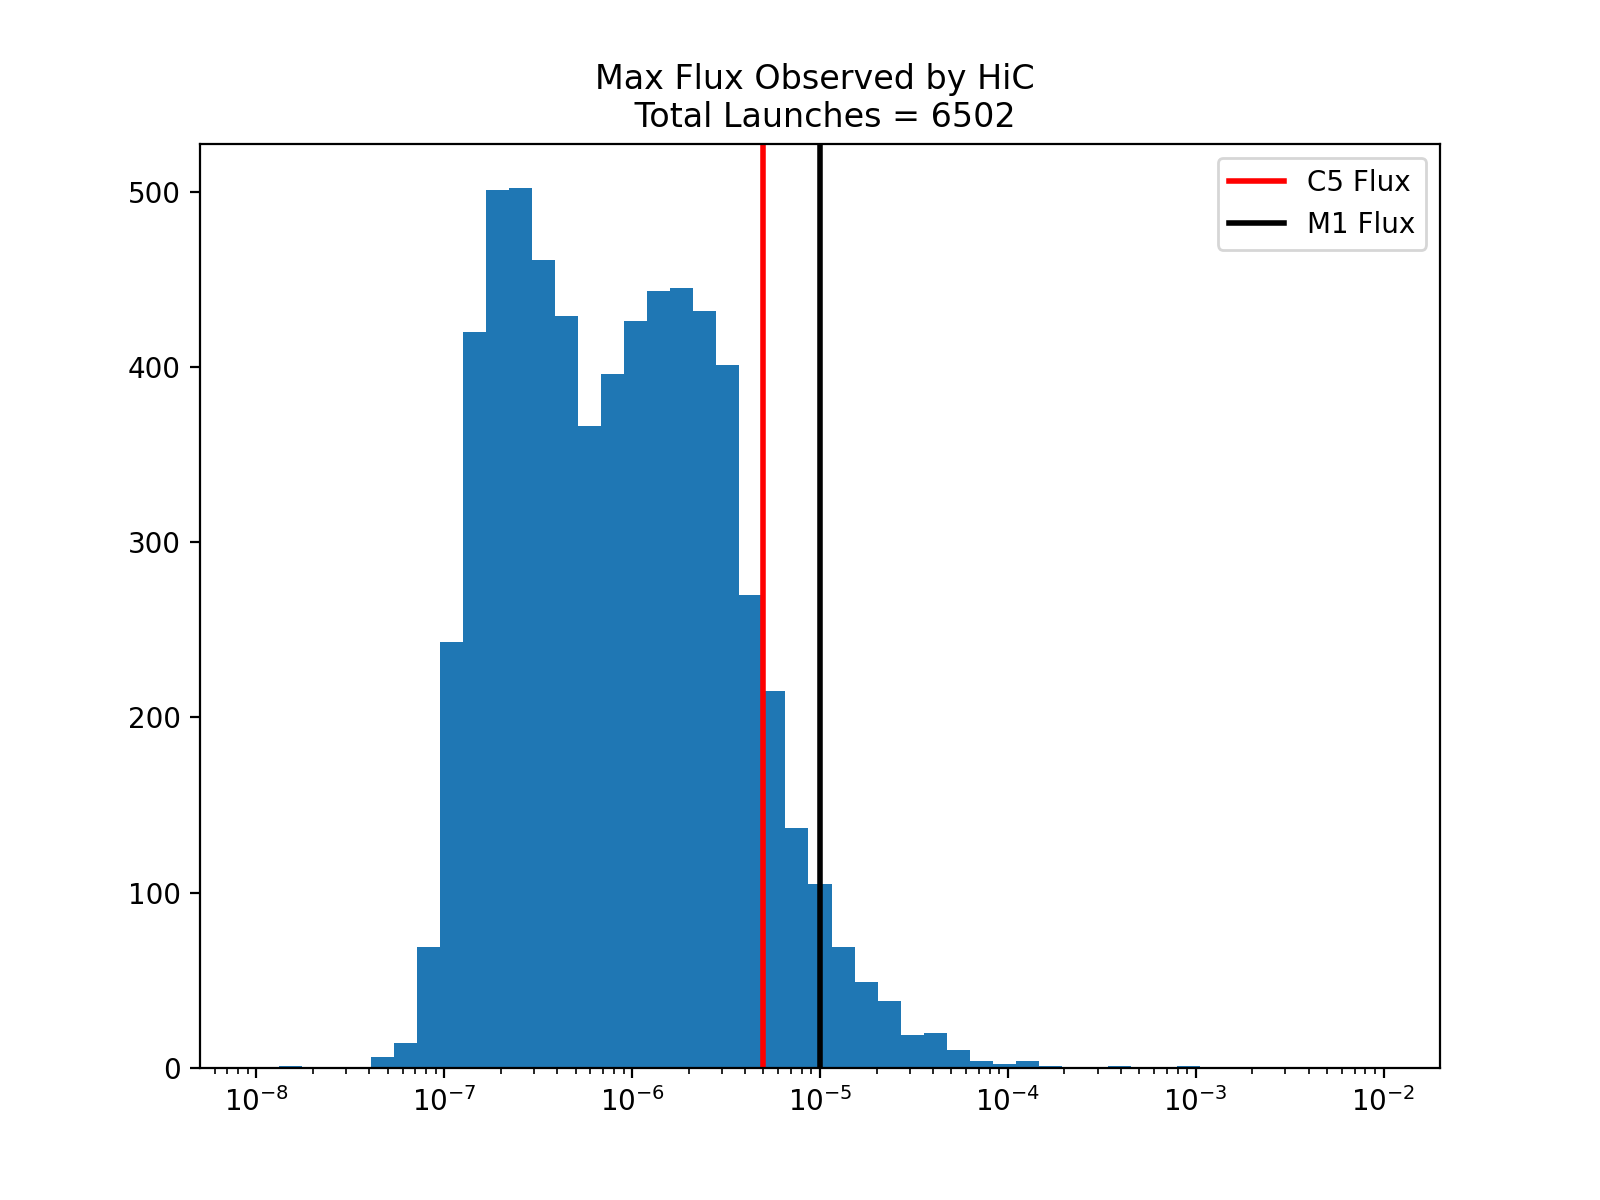 Max Flux Observed by HiC
Total Launches = 6502
C5 Flux
M1 Flux
500
400
300
200
100
0
10⁻⁸ 10⁻⁷ 10⁻⁶ 10⁻⁵ 10⁻⁴ 10⁻³ 10⁻²